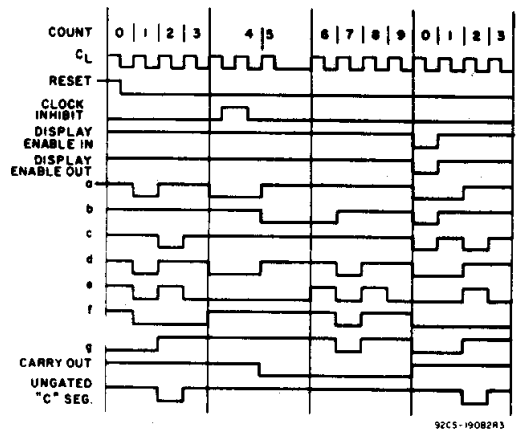 COUNT 0 1 2 3 4 5 6 7 8 9 0 1 2 3
CL
RESET
CLOCK
INHIBIT
DISPLAY
ENABLE IN
DISPLAY
ENABLE OUT
a
b
c
d
e
f
g
CARRY OUT
UNGATED
"C" SEG.
92CS-19082R3